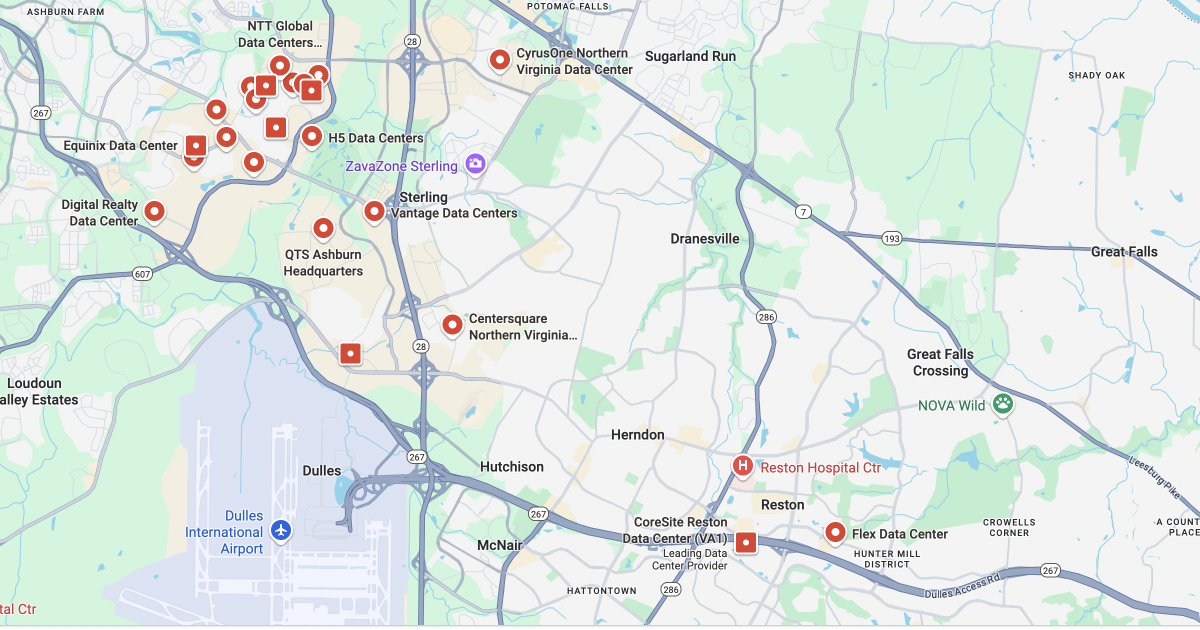 ASHBURN FARM
POTOMAC FALLS
NTT Global
Data Centers...
28
CyrusOne Northern
Virginia Data Center
Sugarland Run
SHADY OAK
267
Equinix Data Center
H5 Data Centers
ZavaZone Sterling
Sterling
Vantage Data Centers
Digital Realty
Data Center
QTS Ashburn
Headquarters
7
Dranesville
193
Great Falls
607
286
Centersquare
Northern Virginia...
28
Great Falls
Crossing
Loudoun
alley Estates
NOVA Wild
Herndon
267
Dulles
Hutchison
H
Reston Hospital Ctr
Leesburg Pike
Reston
267
Dulles
International
Airport
CoreSite Reston
Data Center (VA1)
Leading Data
Center Provider
Flex Data Center
CROWELLS
CORNER
A COUNT
PLACE
McNair
HUNTER MILL
DISTRICT
267
HATTONTOWN
286
Dulles Access Rd
tal Ctr